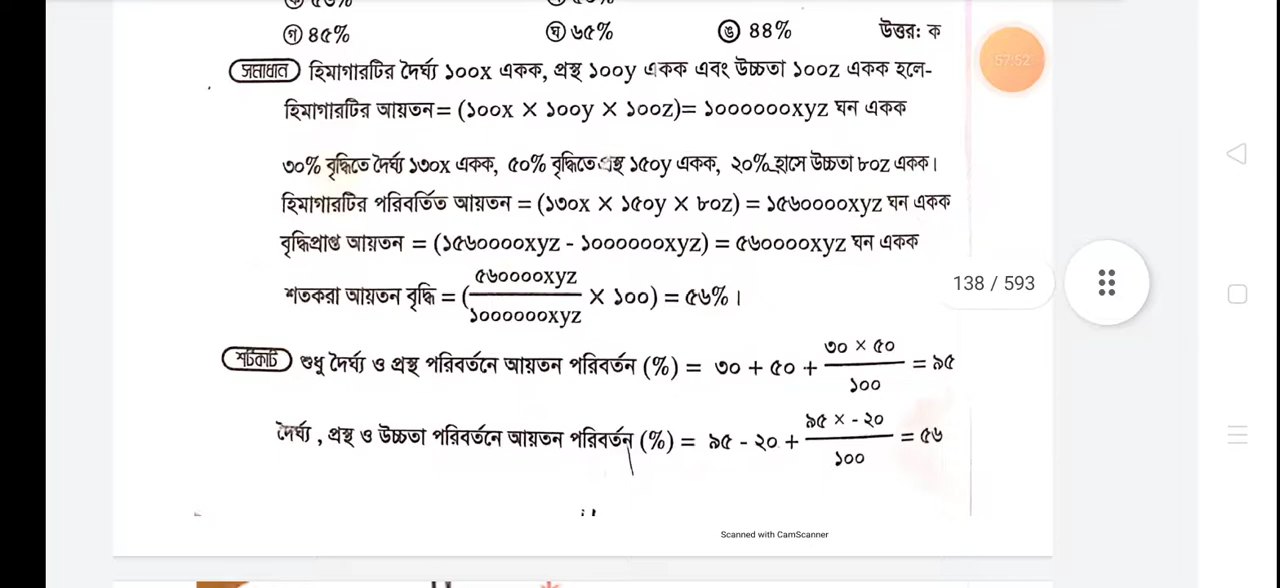 গ ৪৫%
ঘ ৬৫%
ঙ 88%
উত্তর: ক
57:52
সমাধান হিমাগারটির দৈর্ঘ্য ১০০x একক, প্রস্থ ১০০y একক এবং উচ্চতা ১০০z একক হলে-
হিমাগারটির আয়তন = (১০০x × ১০০y × ১০০z)= ১০০০০০০xyz ঘন একক
৩০% বৃদ্ধিতে দৈর্ঘ্য ১৩০x একক, ৫০% বৃদ্ধিতে প্রস্থ ১৫০y একক, ২০% হ্রাসে উচ্চতা ৮০z একক।
হিমাগারটির পরিবর্তিত আয়তন = (১৩০x × ১৫০y × ৮০z) = ১৫৬০০০০xyz ঘন একক
বৃদ্ধিপ্রাপ্ত আয়তন = (১৫৬০০০০xyz - ১০০০০০০xyz) = ৫৬০০০০xyz ঘন একক
শতকরা আয়তন বৃদ্ধি = (৫৬০০০০xyz / ১০০০০০০xyz × ১০০) = ৫৬%।
138 / 593
শর্টকাট শুধু দৈর্ঘ্য ও প্রস্থ পরিবর্তনে আয়তন পরিবর্তন (%) = ৩০ + ৫০ + ৩০ × ৫০ / ১০০ = ৯৫
দৈর্ঘ্য , প্রস্থ ও উচ্চতা পরিবর্তনে আয়তন পরিবর্তন (%) = ৯৫ - ২০ + ৯৫ × - ২০ / ১০০ = ৫৬
Scanned with CamScanner